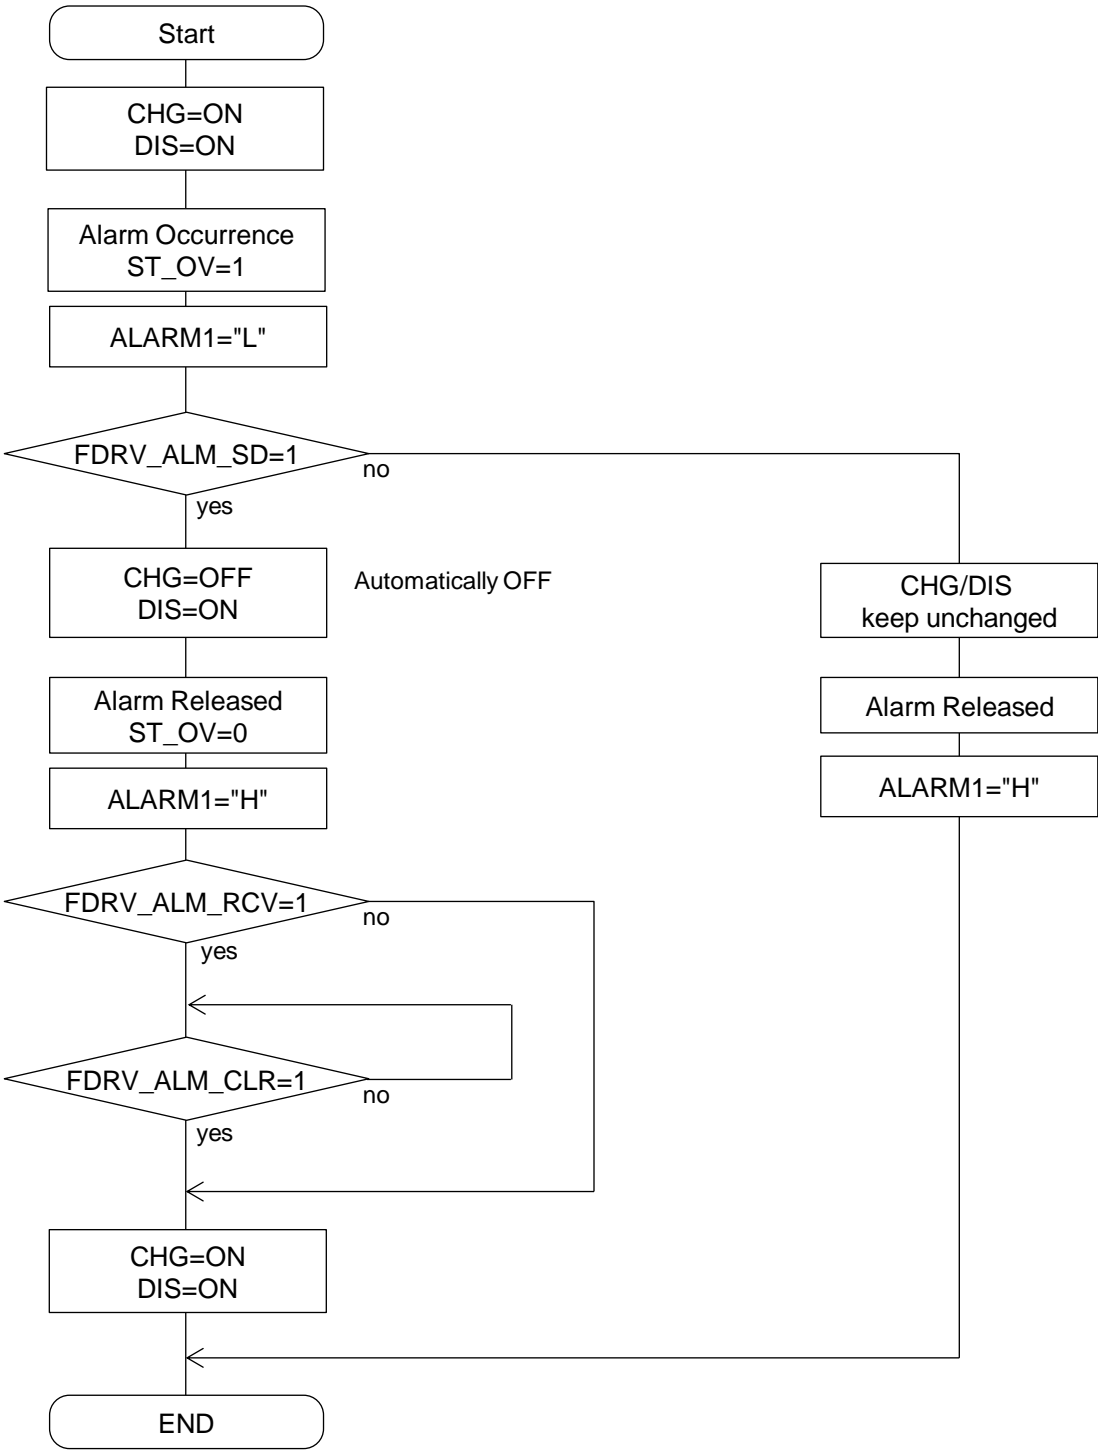 Start
CHG=ON
DIS=ON
Alarm Occurrence
ST_OV=1
ALARM1="L"
FDRV_ALM_SD=1
no
yes
CHG=OFF
DIS=ON
Automatically OFF
CHG/DIS
keep unchanged
Alarm Released
ST_OV=0
Alarm Released
ALARM1="H"
ALARM1="H"
FDRV_ALM_RCV=1
no
yes
FDRV_ALM_CLR=1
no
yes
CHG=ON
DIS=ON
END